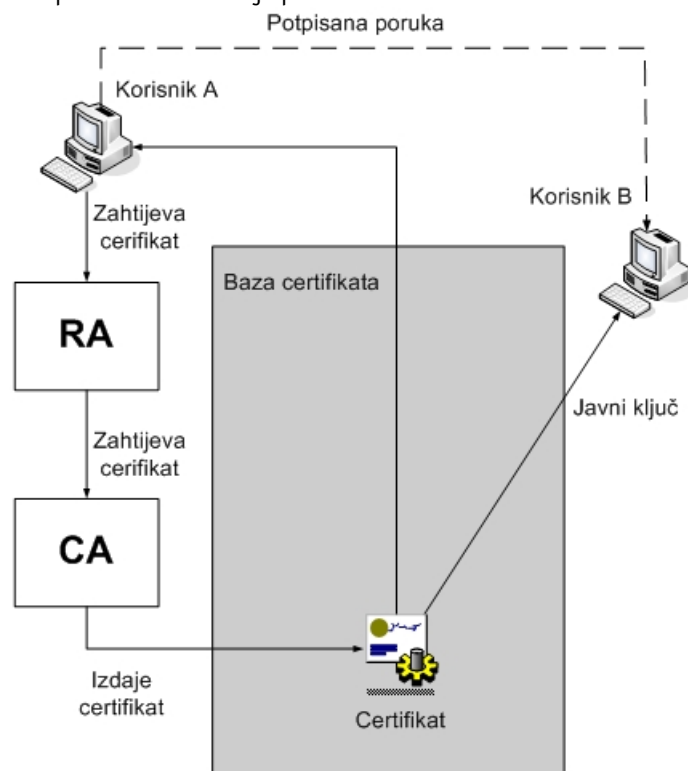 Potpisana poruka
Korisnik A
Korisnik B
Zahtijeva
cerifikat
Baza certifikata
RA
Javni ključ
Zahtijeva
cerifikat
CA
Izdaje
certifikat
Certifikat